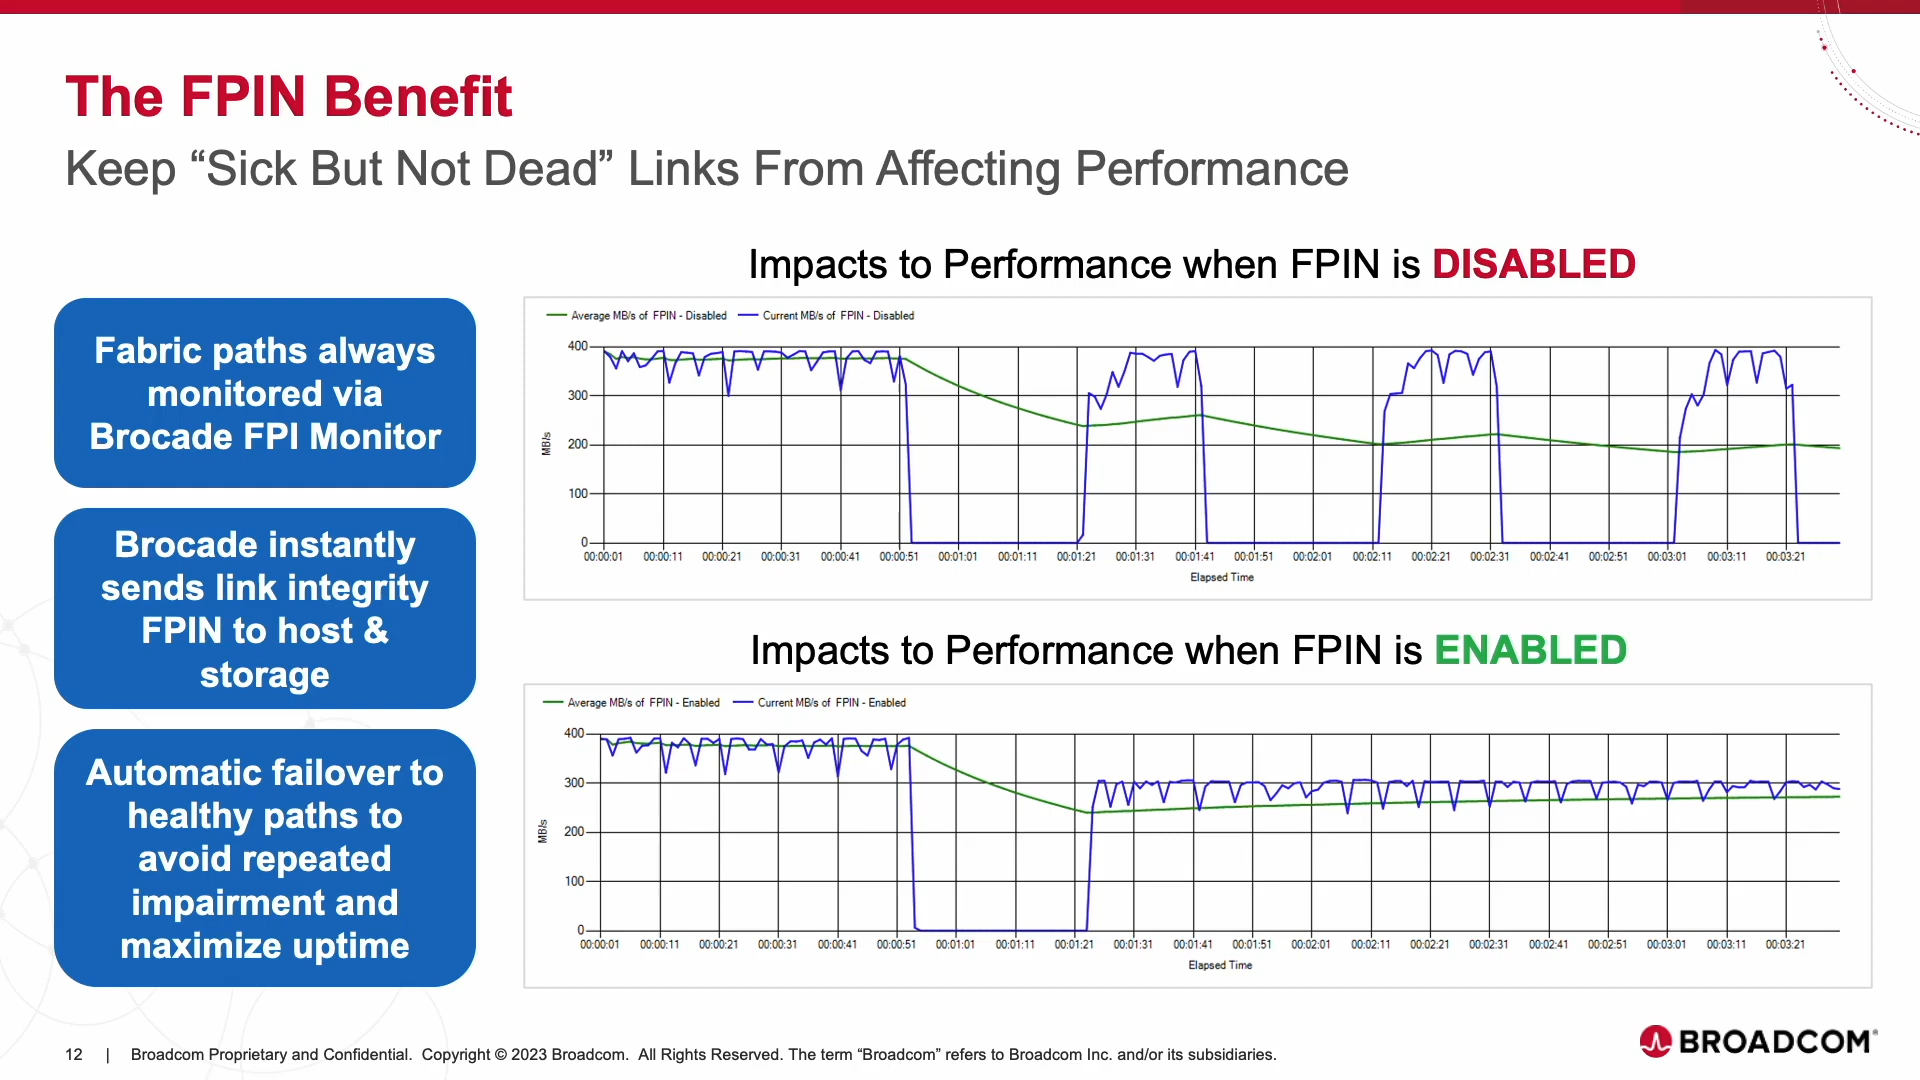 The FPIN Benefit
Keep “Sick But Not Dead” Links From Affecting Performance
Fabric paths always
monitored via
Brocade FPI Monitor
Brocade instantly
sends link integrity
FPIN to host &
storage
Automatic failover to
healthy paths to
avoid repeated
impairment and
maximize uptime
Impacts to Performance when FPIN is DISABLED
Average MB/s of FPIN - Disabled Current MB/s of FPIN - Disabled
400
300
200
100
0
MB/s
00:00:01 00:00:11 00:00:21 00:00:31 00:00:41 00:00:51 00:01:01 00:01:11 00:01:21 00:01:31 00:01:41 00:01:51 00:02:01 00:02:11 00:02:21 00:02:31 00:02:41 00:02:51 00:03:01 00:03:11 00:03:21
Elapsed Time
Impacts to Performance when FPIN is ENABLED
Average MB/s of FPIN - Enabled Current MB/s of FPIN - Enabled
400
300
200
100
0
MB/s
00:00:01 00:00:11 00:00:21 00:00:31 00:00:41 00:00:51 00:01:01 00:01:11 00:01:21 00:01:31 00:01:41 00:01:51 00:02:01 00:02:11 00:02:21 00:02:31 00:02:41 00:02:51 00:03:01 00:03:11 00:03:21
Elapsed Time
12 | Broadcom Proprietary and Confidential. Copyright © 2023 Broadcom. All Rights Reserved. The term “Broadcom” refers to Broadcom Inc. and/or its subsidiaries.
BROADCOM®